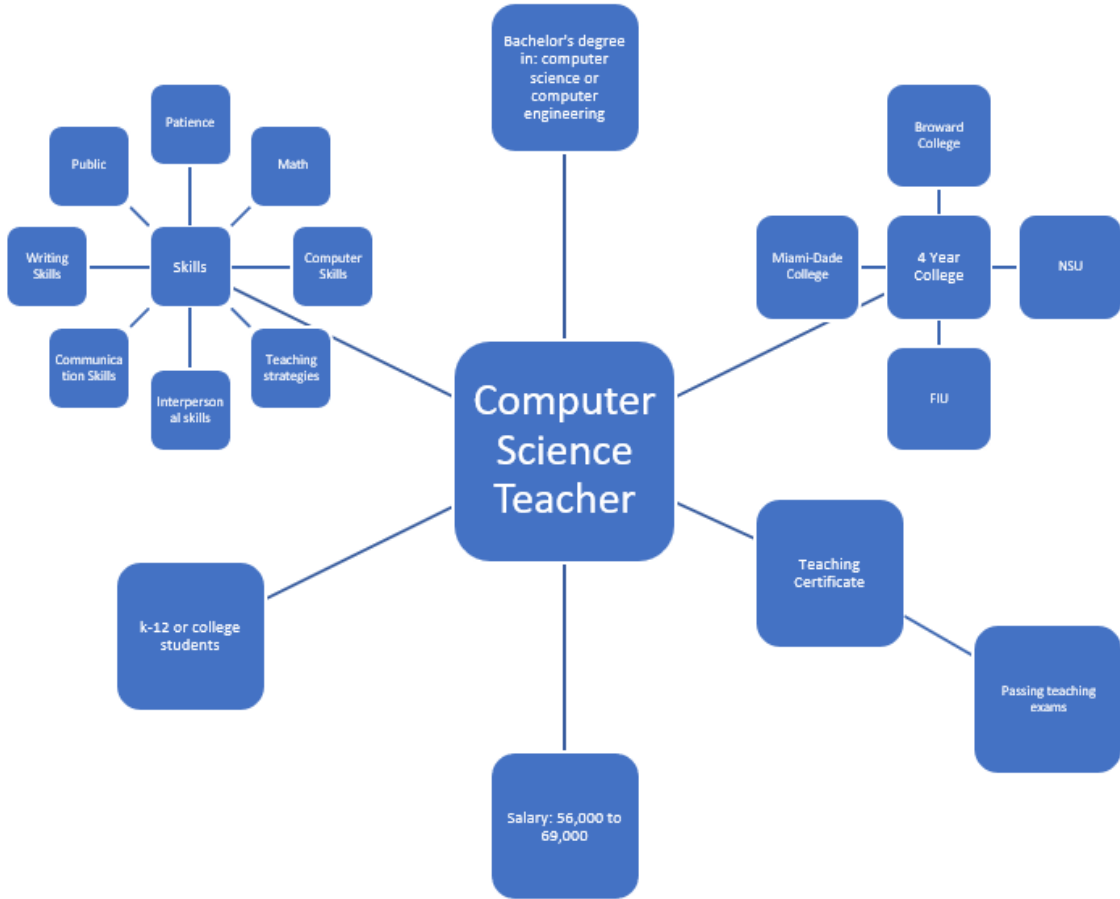 Bachelor's degree
in: computer
science or
computer
engineering
Patience
Public
Math
Writing
Skills
Skills
Computer
Skills
Communica
tion Skills
Interperson
al skills
Teaching
strategies
Broward
College
Miami-Dade
College
4 Year
College
NSU
FIU
Computer
Science
Teacher
k-12 or college
students
Teaching
Certificate
Passing teaching
exams
Salary: 56,000 to
69,000